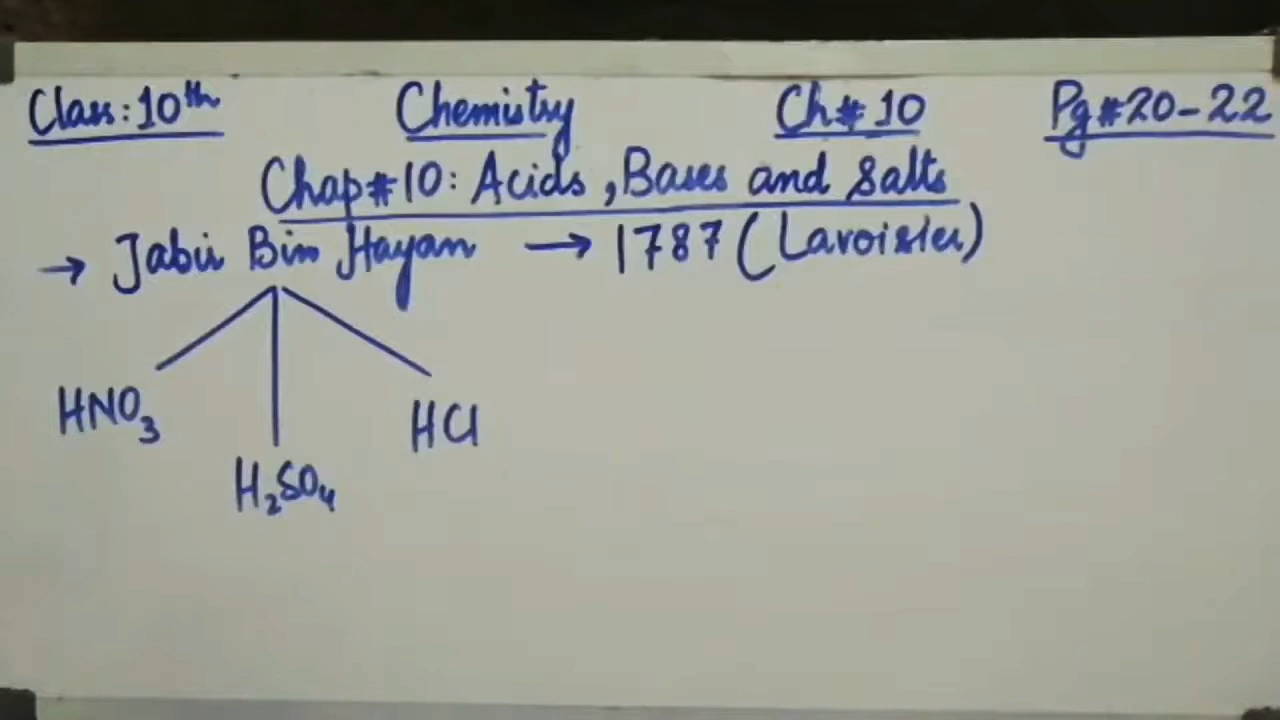 Class: 10th Chemistry Ch# 10 Pg#20-22
Chap#10: Acids, Bases and Salts
→ Jabir Bin Hayan → 1787 (Lavoisier)
HNO₃ H₂SO₄ HCl